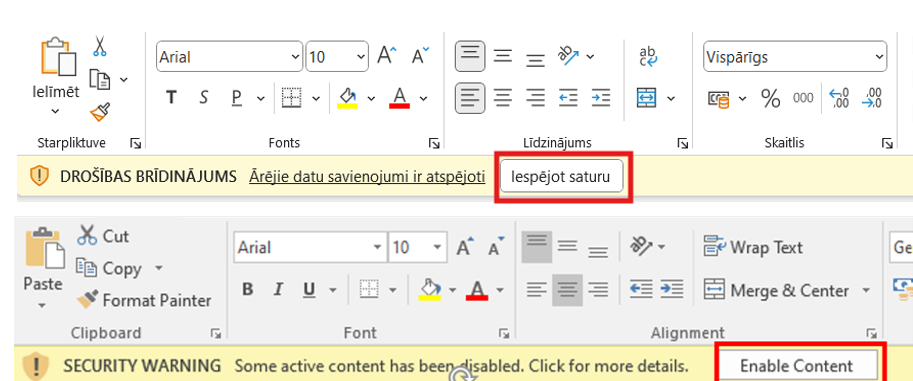 Arial 10 A A ab c Vispārīgs
Ielīmēt T S P A % 000 0 .00 .00 0
Starpliktuve Fonts Līdzinājums Skaitlis
DROŠĪBAS BRĪDINĀJUMS Ārējie datu savienojumi ir atspējoti Iespējot saturu
Cut Arial 10 A A ab Wrap Text Ge
Copy
Paste Format Painter B I U A Merge & Center
Clipboard Font Alignment
SECURITY WARNING Some active content has been disabled. Click for more details. Enable Content